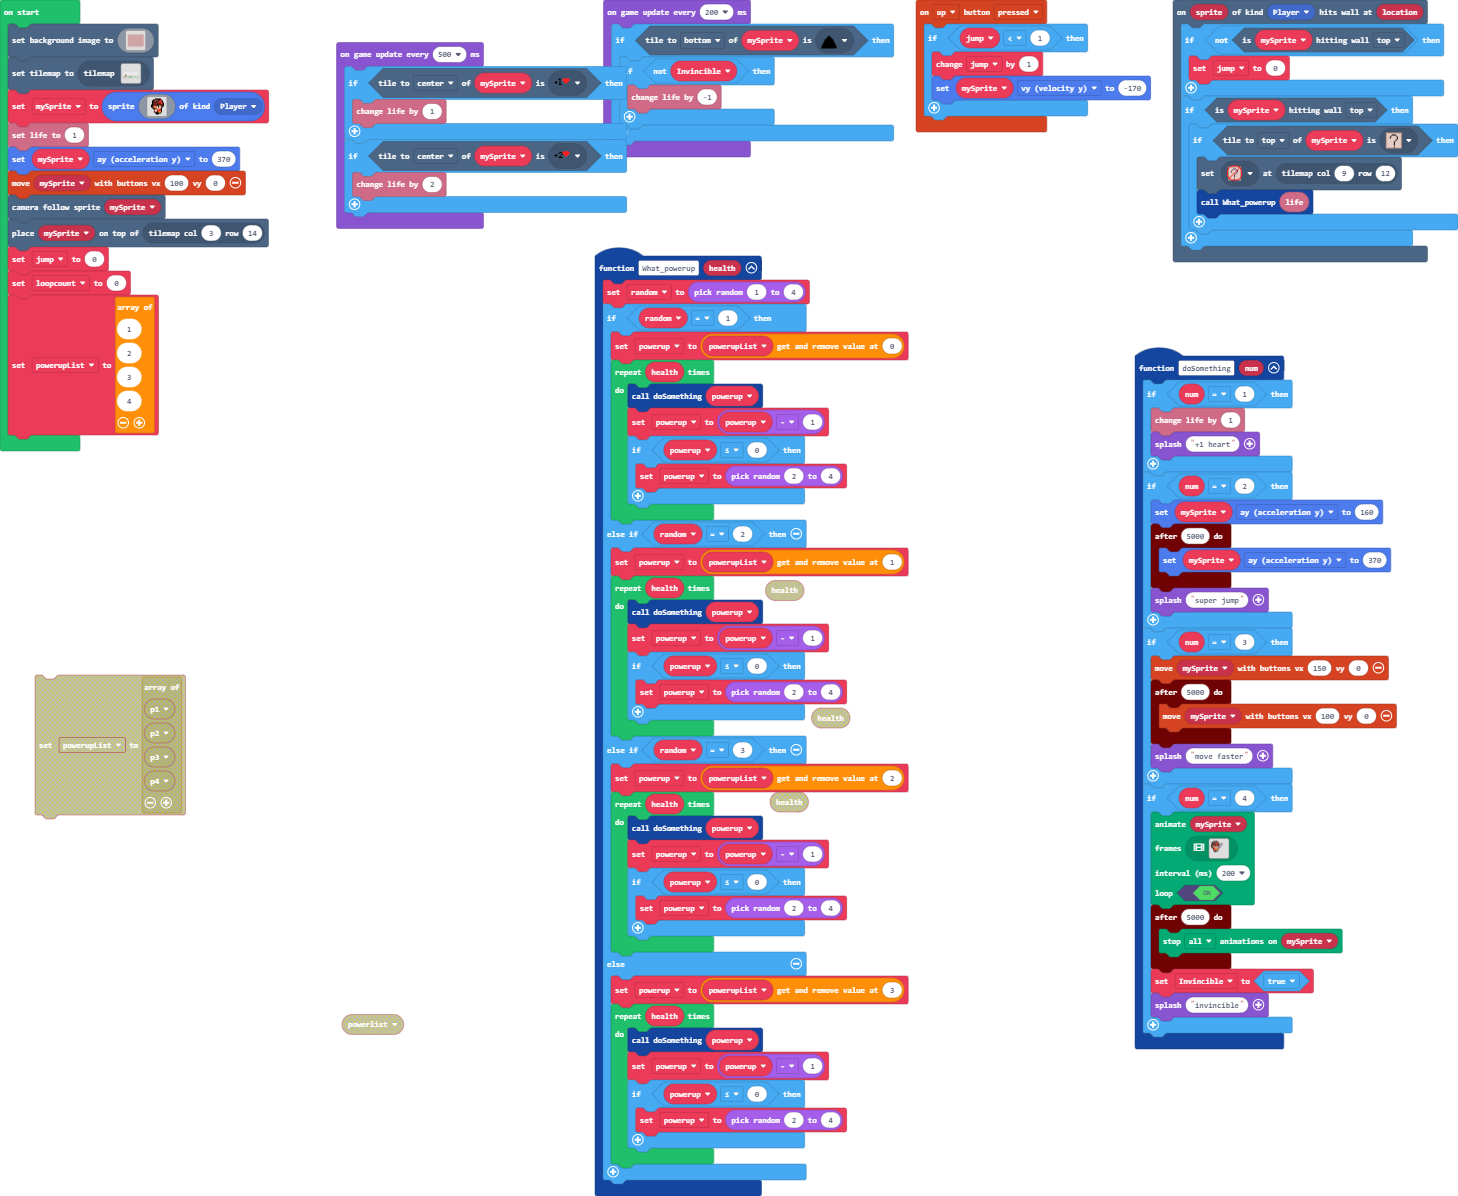 on start
set background image to
set tilemap to tilemap
set mySprite to sprite of kind Player
set life to 1
set mySprite ay (acceleration y) to 370
move mySprite with buttons vx 100 vy 0
camera follow sprite mySprite
place mySprite on top of tilemap col 3 row 14
set jump to 0
set loopcount to 0
set powerupList to array of
1
2
3
4
on game update every 500 ms
if tile to center of mySprite is -1 then
change life by 1
if tile to center of mySprite is +2 then
change life by 2
on game update every 200 ms
if tile to bottom of mySprite is then
if not Invincible then
change life by -1
on up button pressed
if jump < 1 then
change jump by 1
set mySprite vy (velocity y) to -170
on sprite of kind Player hits wall at location
if not is mySprite hitting wall top then
set jump to 0
if is mySprite hitting wall top then
if tile to top of mySprite is ? then
set at tilemap col 9 row 12
call What_powerup life
function What_powerup health
set random to pick random 1 to 4
if random = 1 then
set powerup to powerupList get and remove value at 0
repeat health times
do call doSomething powerup
set powerup to powerup - 1
if powerup ≤ 0 then
set powerup to pick random 2 to 4
else if random = 2 then
set powerup to powerupList get and remove value at 1
repeat health times
health
do call doSomething powerup
set powerup to powerup - 1
if powerup ≤ 0 then
set powerup to pick random 2 to 4
health
else if random = 3 then
set powerup to powerupList get and remove value at 2
repeat health times
health
do call doSomething powerup
set powerup to powerup - 1
if powerup ≤ 0 then
set powerup to pick random 2 to 4
else
set powerup to powerupList get and remove value at 3
repeat health times
do call doSomething powerup
set powerup to powerup - 1
if powerup ≤ 0 then
set powerup to pick random 2 to 4
function doSomething num
if num = 1 then
change life by 1
splash "+1 heart"
if num = 2 then
set mySprite ay (acceleration y) to 160
after 5000 do
set mySprite ay (acceleration y) to 370
splash "super jump"
if num = 3 then
move mySprite with buttons vx 150 vy 0
after 5000 do
move mySprite with buttons vx 100 vy 0
splash "move faster"
if num = 4 then
animate mySprite
frames
interval (ms) 200
loop ON
after 5000 do
stop all animations on mySprite
set Invincible to true
splash "invincible"
set powerupList to array of
p1
p2
p3
p4
powerlist